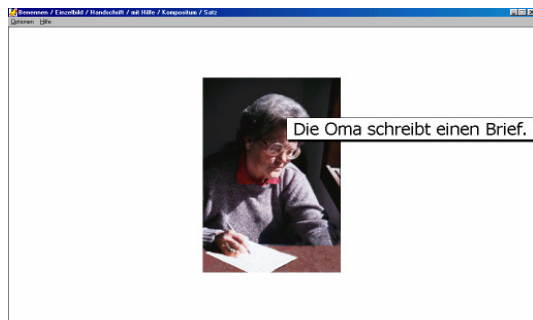 Benennen / Einzelbild / Handschrift / mit Hilfe / Kompositum / Satz
Optionen Hilfe
Die Oma schreibt einen Brief.